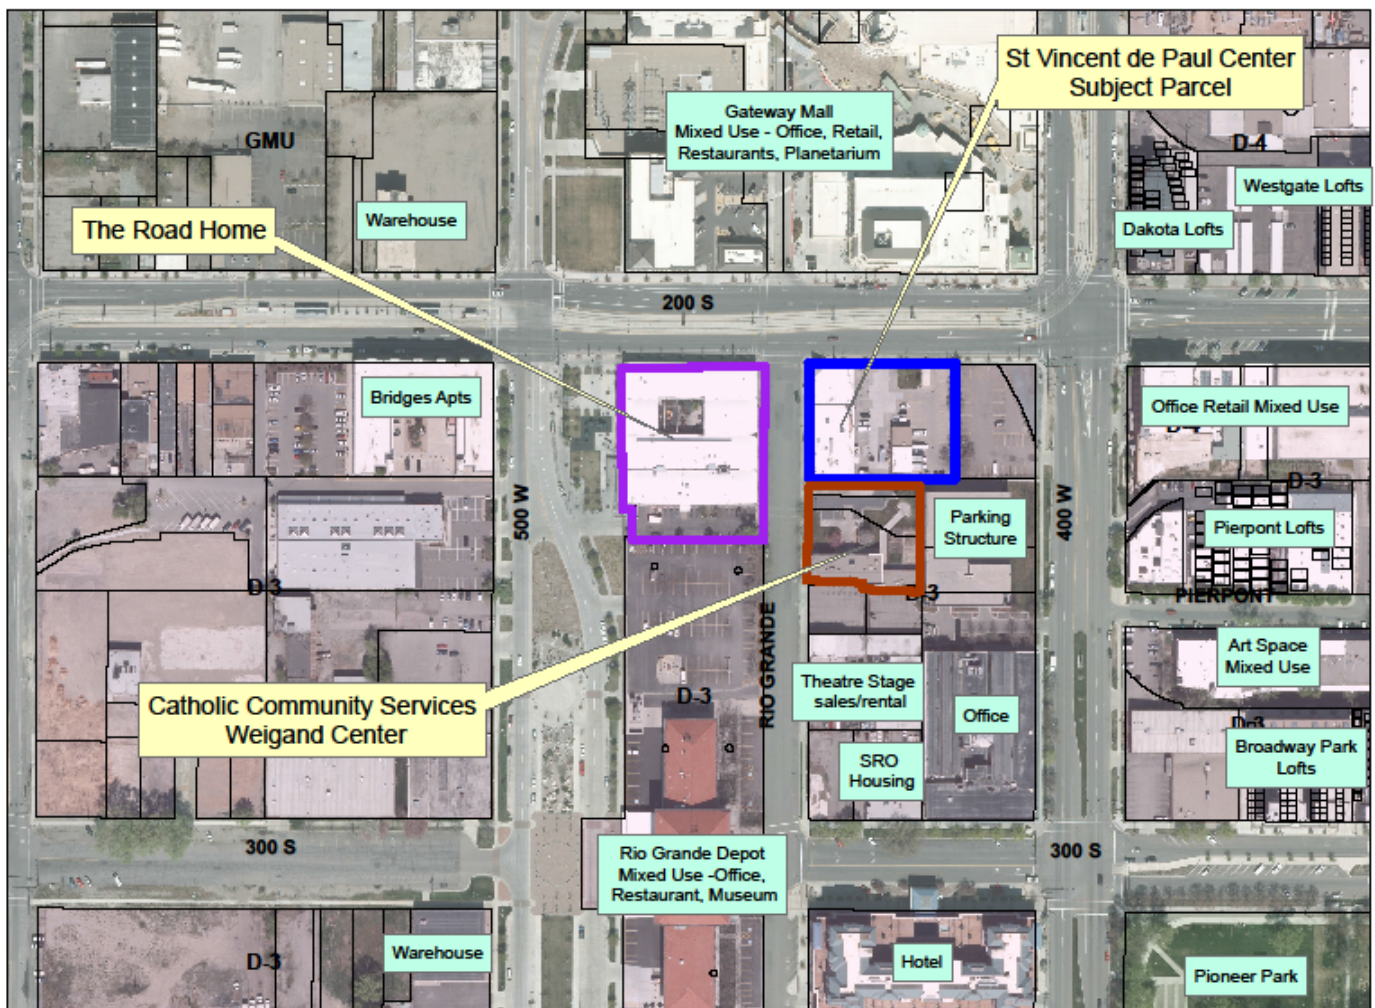 St Vincent de Paul Center
Subject Parcel
Gateway Mall
Mixed Use - Office, Retail,
Restaurants, Planetarium
GMU
D-4
Westgate Lofts
Warehouse
Dakota Lofts
The Road Home
200 S
Bridges Apts
Office Retail Mixed Use
D-4
D-3
500 W
400 W
Parking
Structure
Pierpont Lofts
D-3
D-3
PIERPONT
RIO GRANDE
Art Space
Mixed Use
Catholic Community Services
Weigand Center
D-3
Theatre Stage
sales/rental
Office
D-3
SRO
Housing
Broadway Park
Lofts
300 S
Rio Grande Depot
Mixed Use -Office,
Restaurant, Museum
300 S
Warehouse
D-3
Hotel
Pioneer Park